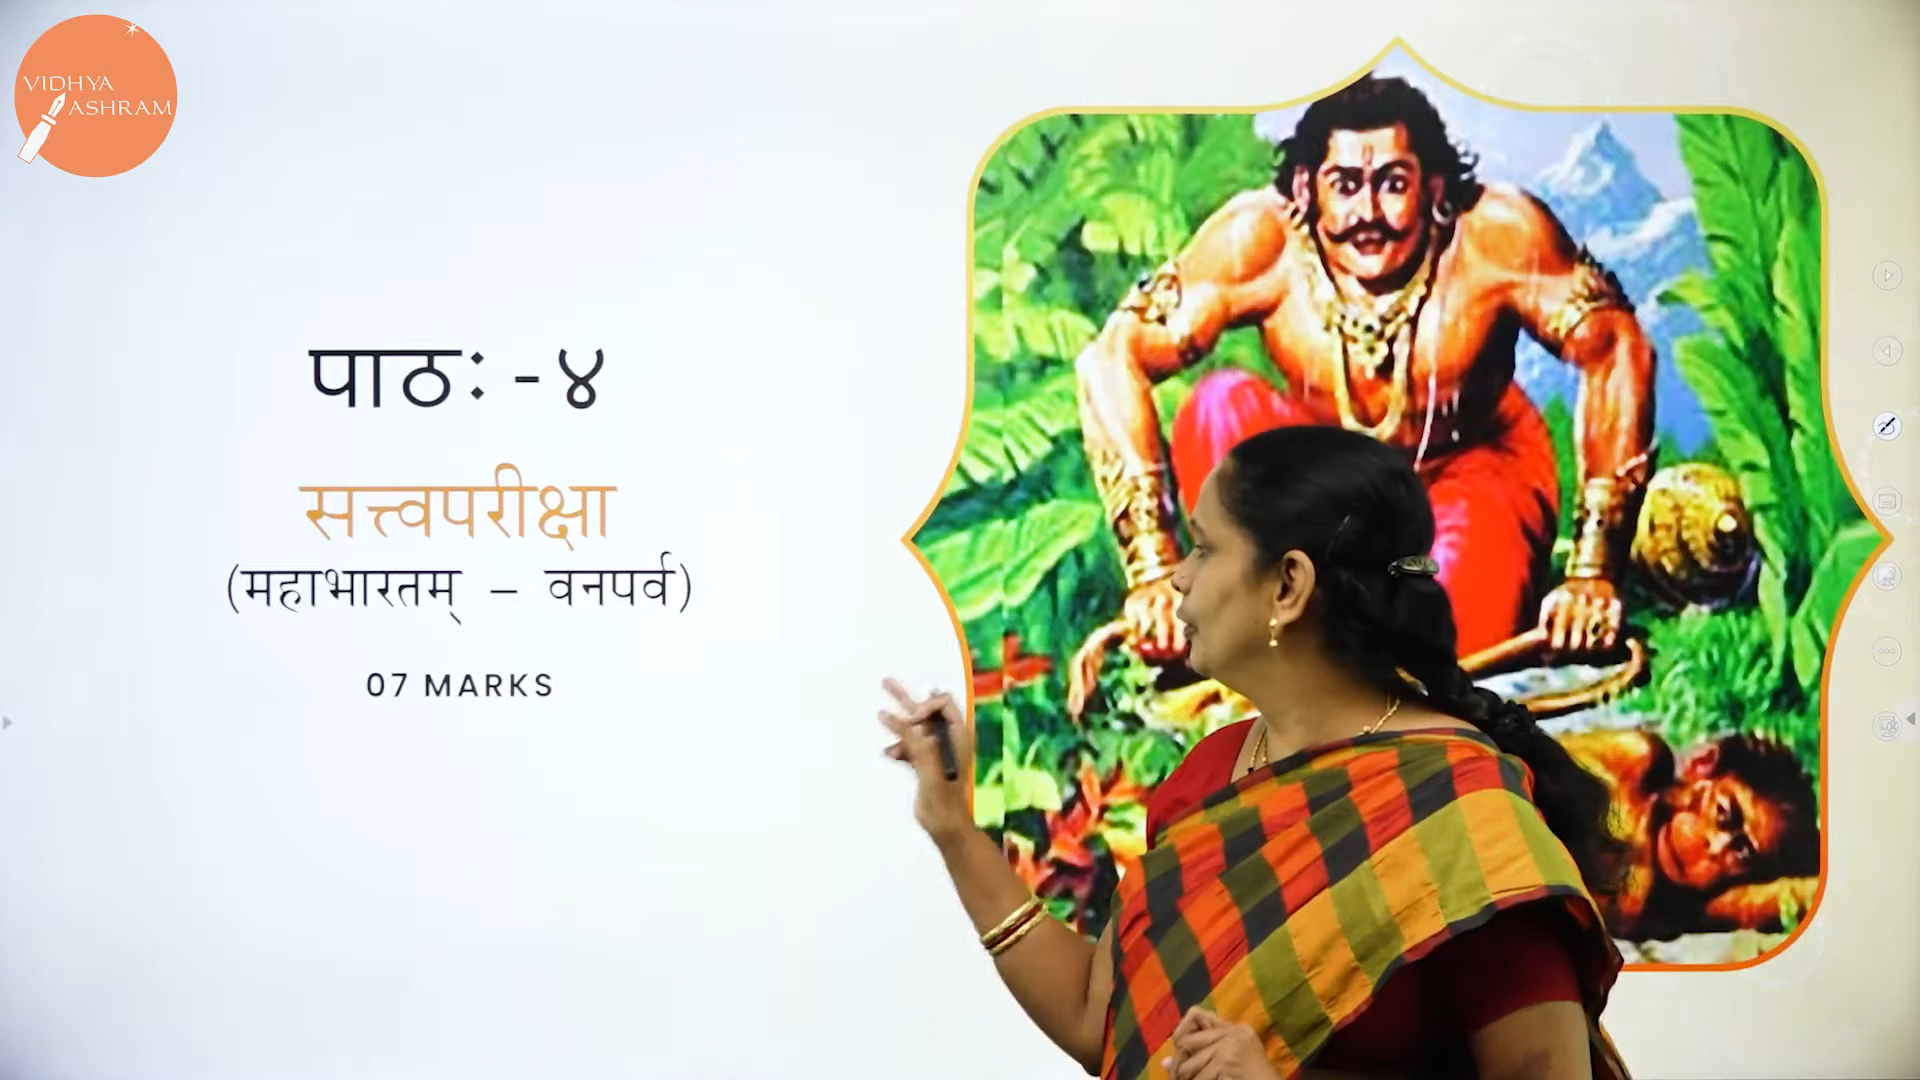 VIDHYA
ASHRAM
पाठः -४
सत्त्वपरीक्षा
(महाभारतम् – वनपर्व)
07 MARKS